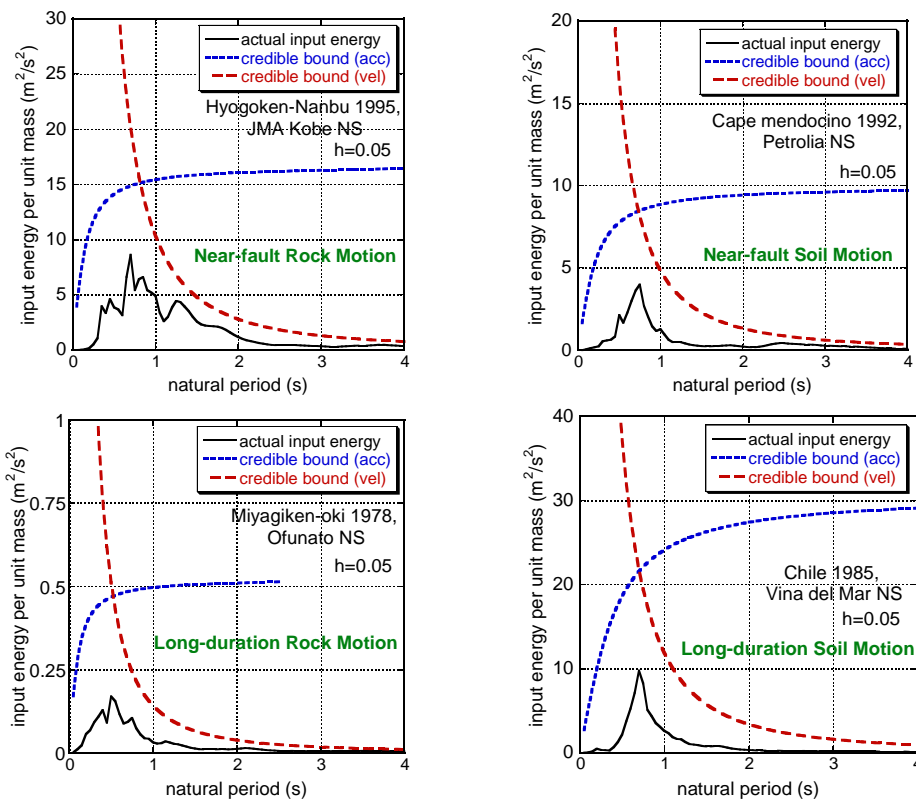 30
25
20
15
10
5
0
0
1
2
3
4
input energy per unit mass (m²/s²)
natural period (s)
actual input energy
credible bound (acc)
credible bound (vel)
Hyogoken-Nanbu 1995,
JMA Kobe NS
h=0.05
Near-fault Rock Motion
20
15
10
5
0
0
1
2
3
4
input energy per unit mass (m²/s²)
natural period (s)
actual input energy
credible bound (acc)
credible bound (vel)
Cape mendocino 1992,
Petrolia NS
h=0.05
Near-fault Soil Motion
1
0.75
0.5
0.25
0
0
1
2
3
4
input energy per unit mass (m²/s²)
natural period (s)
actual input energy
credible bound (acc)
credible bound (vel)
Miyagiken-oki 1978,
Ofunato NS
h=0.05
Long-duration Rock Motion
40
30
20
10
0
0
1
2
3
4
input energy per unit mass (m²/s²)
natural period (s)
actual input energy
credible bound (acc)
credible bound (vel)
Chile 1985,
Vina del Mar NS
h=0.05
Long-duration Soil Motion